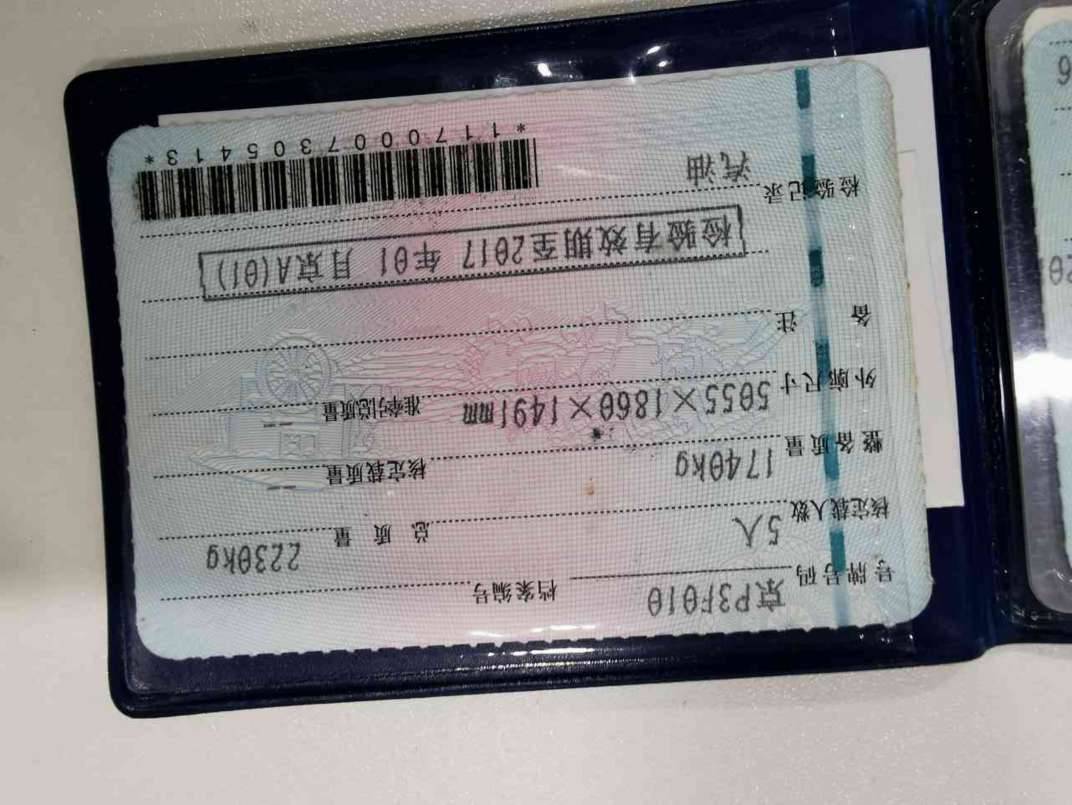 号牌号码 京P3F010 档案编号
核定载人数 5人 总质量 2230kg
整备质量 1740kg 核定载质量 --
外廓尺寸 5055×1860×1491mm 准牵引总质量 --
备注
检验有效期至2017年01月京A(01)
检验记录 汽油
*1170007305413*